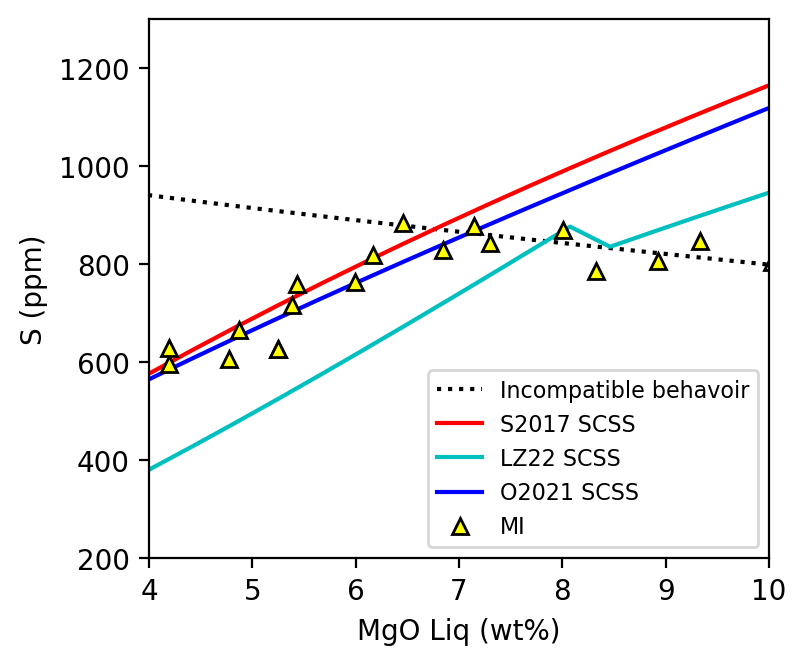 1200
1000
800
600
400
200
S (ppm)
Incompatible behavoir
S2017 SCSS
LZ22 SCSS
O2021 SCSS
MI
4 5 6 7 8 9 10
MgO Liq (wt%)